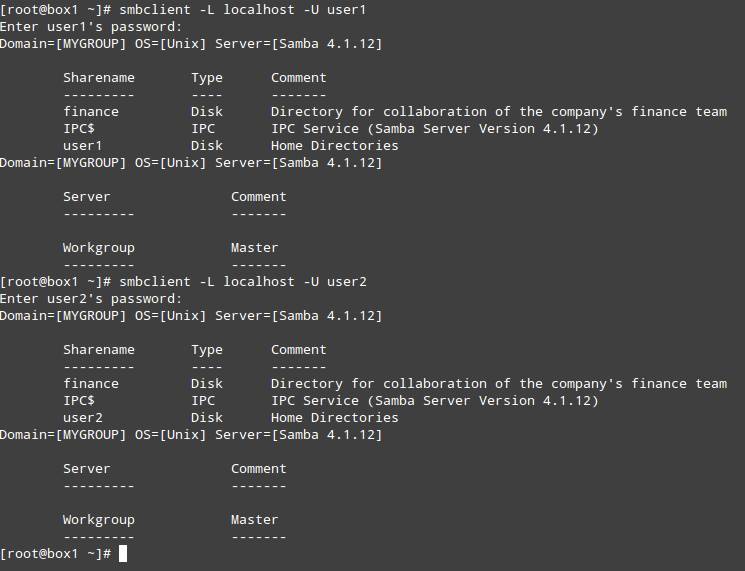 [root@box1 ~]# smbclient -L localhost -U user1
Enter user1's password:
Domain=[MYGROUP] OS=[Unix] Server=[Samba 4.1.12]
Sharename Type Comment
--------- ---- -------
finance Disk Directory for collaboration of the company's finance team
IPC$ IPC IPC Service (Samba Server Version 4.1.12)
user1 Disk Home Directories
Domain=[MYGROUP] OS=[Unix] Server=[Samba 4.1.12]
Server Comment
--------- -------
Workgroup Master
--------- -------
[root@box1 ~]# smbclient -L localhost -U user2
Enter user2's password:
Domain=[MYGROUP] OS=[Unix] Server=[Samba 4.1.12]
Sharename Type Comment
--------- ---- -------
finance Disk Directory for collaboration of the company's finance team
IPC$ IPC IPC Service (Samba Server Version 4.1.12)
user2 Disk Home Directories
Domain=[MYGROUP] OS=[Unix] Server=[Samba 4.1.12]
Server Comment
--------- -------
Workgroup Master
--------- -------
[root@box1 ~]#